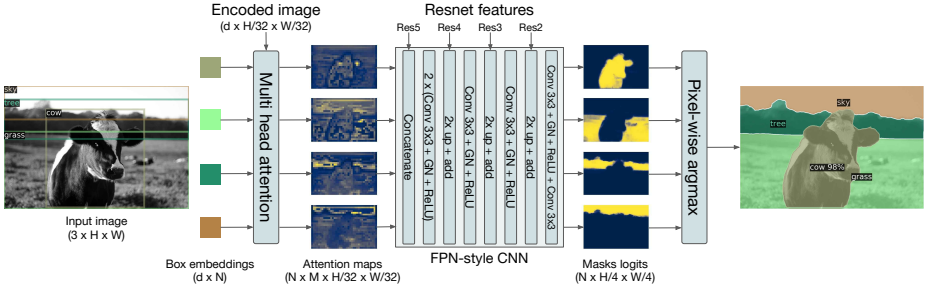 Encoded image
(d x H/32 x W/32)
Resnet features
Res5
Res4
Res3
Res2
sky
tree
cow
grass
Input image
(3 x H x W)
Box embeddings
(d x N)
Multi head attention
Attention maps
(N x M x H/32 x W/32)
Concatenate
2 x (Conv 3x3 + GN + ReLU)
2x up + add
Conv 3x3 + GN + ReLU
2x up + add
Conv 3x3 + GN + ReLU
2x up + add
Conv 3x3 + GN + ReLU + Conv 3x3
FPN-style CNN
Masks logits
(N x H/4 x W/4)
Pixel-wise argmax
sky
tree
cow 98%
grass